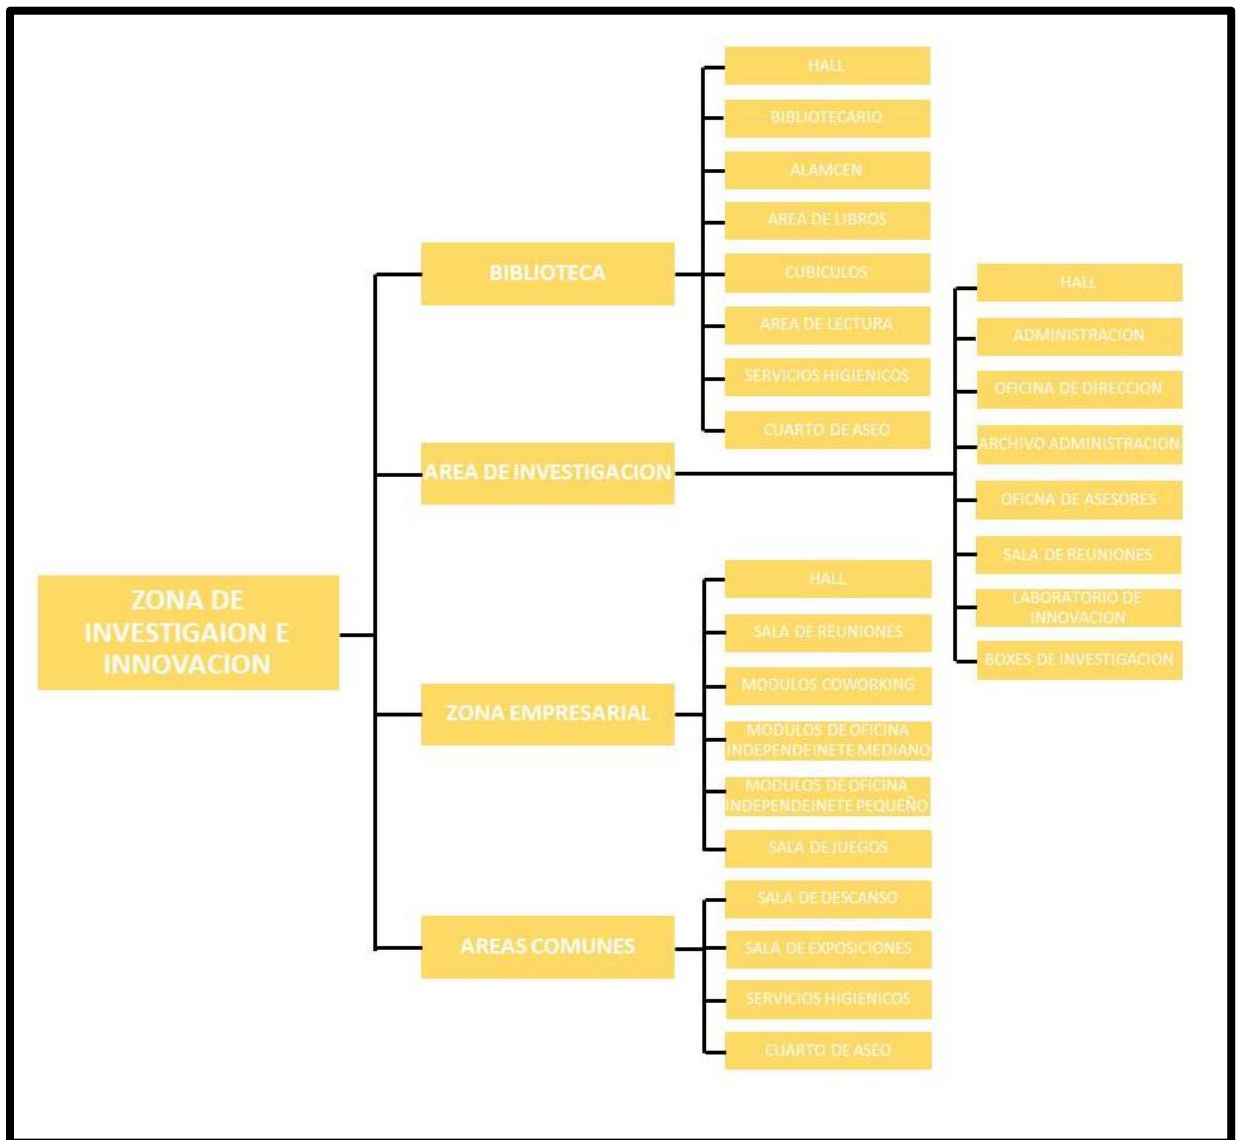 ZONA DE
INVESTIGAION E
INNOVACION
BIBLIOTECA
HALL
BIBLIOTECARIO
ALAMCEN
AREA DE LIBROS
CUBICULOS
AREA DE LECTURA
SERVICIOS HIGIENICOS
CUARTO DE ASEO
AREA DE INVESTIGACION
HALL
ADMINISTRACION
OFICINA DE DIRECCION
ARCHIVO ADMINISTRACION
OFICNA DE ASESORES
SALA DE REUNIONES
LABORATORIO DE
INNOVACION
BOXES DE INVESTIGACION
ZONA EMPRESARIAL
HALL
SALA DE REUNIONES
MODULOS COWORKING
MODULOS DE OFICINA
INDEPENDEINETE MEDIANO
MODULOS DE OFICINA
INDEPENDEINETE PEQUEÑO
SALA DE JUEGOS
AREAS COMUNES
SALA DE DESCANSO
SALA DE EXPOSICIONES
SERVICIOS HIGIENICOS
CUARTO DE ASEO